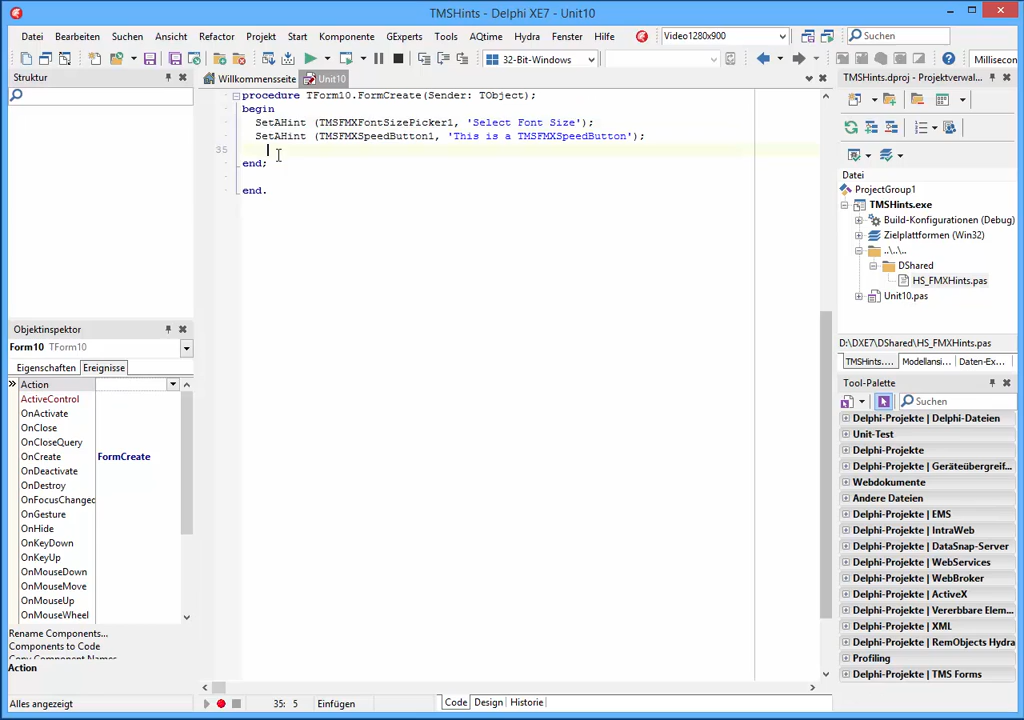 TMSHints - Delphi XE7 - Unit10
Datei Bearbeiten Suchen Ansicht Refactor Projekt Start Komponente GExperts Tools AQtime Hydra Fenster Hilfe Video1280x900 Suchen
32-Bit-Windows Millisecon
Struktur
Willkommensseite Unit10
TMSHints.dproj - Projektverwal...
procedure TForm10.FormCreate(Sender: TObject);
begin
SetAHint (TMSFMXFontSizePicker1, 'Select Font Size');
SetAHint (TMSFMXSpeedButton1, 'This is a TMSFMXSpeedButton');
35
end;
end.
Datei
ProjectGroup1
TMSHints.exe
Build-Konfigurationen (Debug)
Zielplattformen (Win32)
..\..\..
DShared
HS_FMXHints.pas
Unit10.pas
D:\DXE7\DShared\HS_FMXHints.pas
TMSHints.... Modellansi... Daten-Ex...
Objektinspektor
Form10 TForm10
Eigenschaften Ereignisse
Action
ActiveControl
OnActivate
OnClose
OnCloseQuery
OnCreate FormCreate
OnDeactivate
OnDestroy
OnFocusChanged
OnGesture
OnHide
OnKeyDown
OnKeyUp
OnMouseDown
OnMouseMove
OnMouseUp
OnMouseWheel
Rename Components...
Components to Code
Copy Component Names
Action
Alles angezeigt
Tool-Palette
Suchen
Delphi-Projekte | Delphi-Dateien
Unit-Test
Delphi-Projekte
Delphi-Projekte | Geräteübergreif...
Webdokumente
Andere Dateien
Delphi-Projekte | EMS
Delphi-Projekte | IntraWeb
Delphi-Projekte | DataSnap-Server
Delphi-Projekte | WebServices
Delphi-Projekte | WebBroker
Delphi-Projekte | ActiveX
Delphi-Projekte | Vererbbare Elem...
Delphi-Projekte | XML
Delphi-Projekte | RemObjects Hydra
Profiling
Delphi-Projekte | TMS Forms
35: 5 Einfügen Code Design Historie